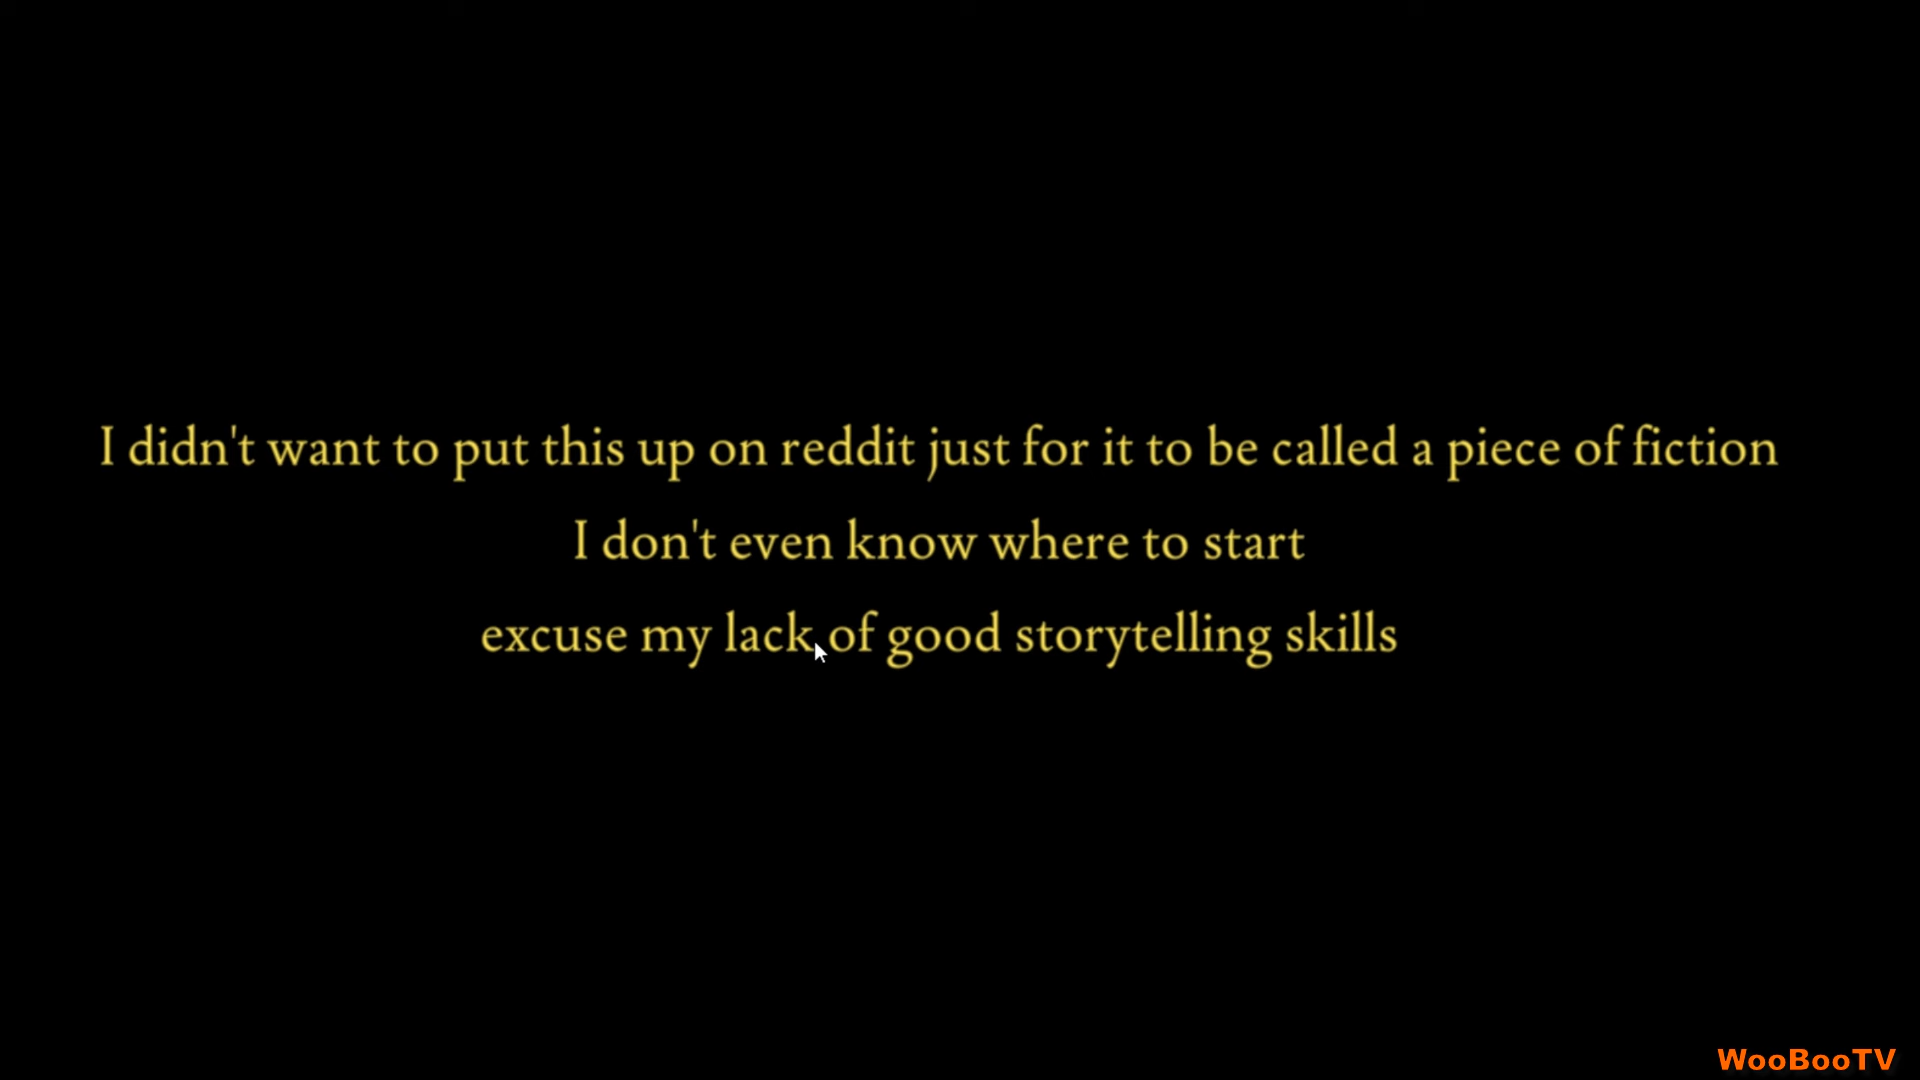 I didn't want to put this up on reddit just for it to be called a piece of fiction
I don't even know where to start
excuse my lack of good storytelling skills
WooBooTV